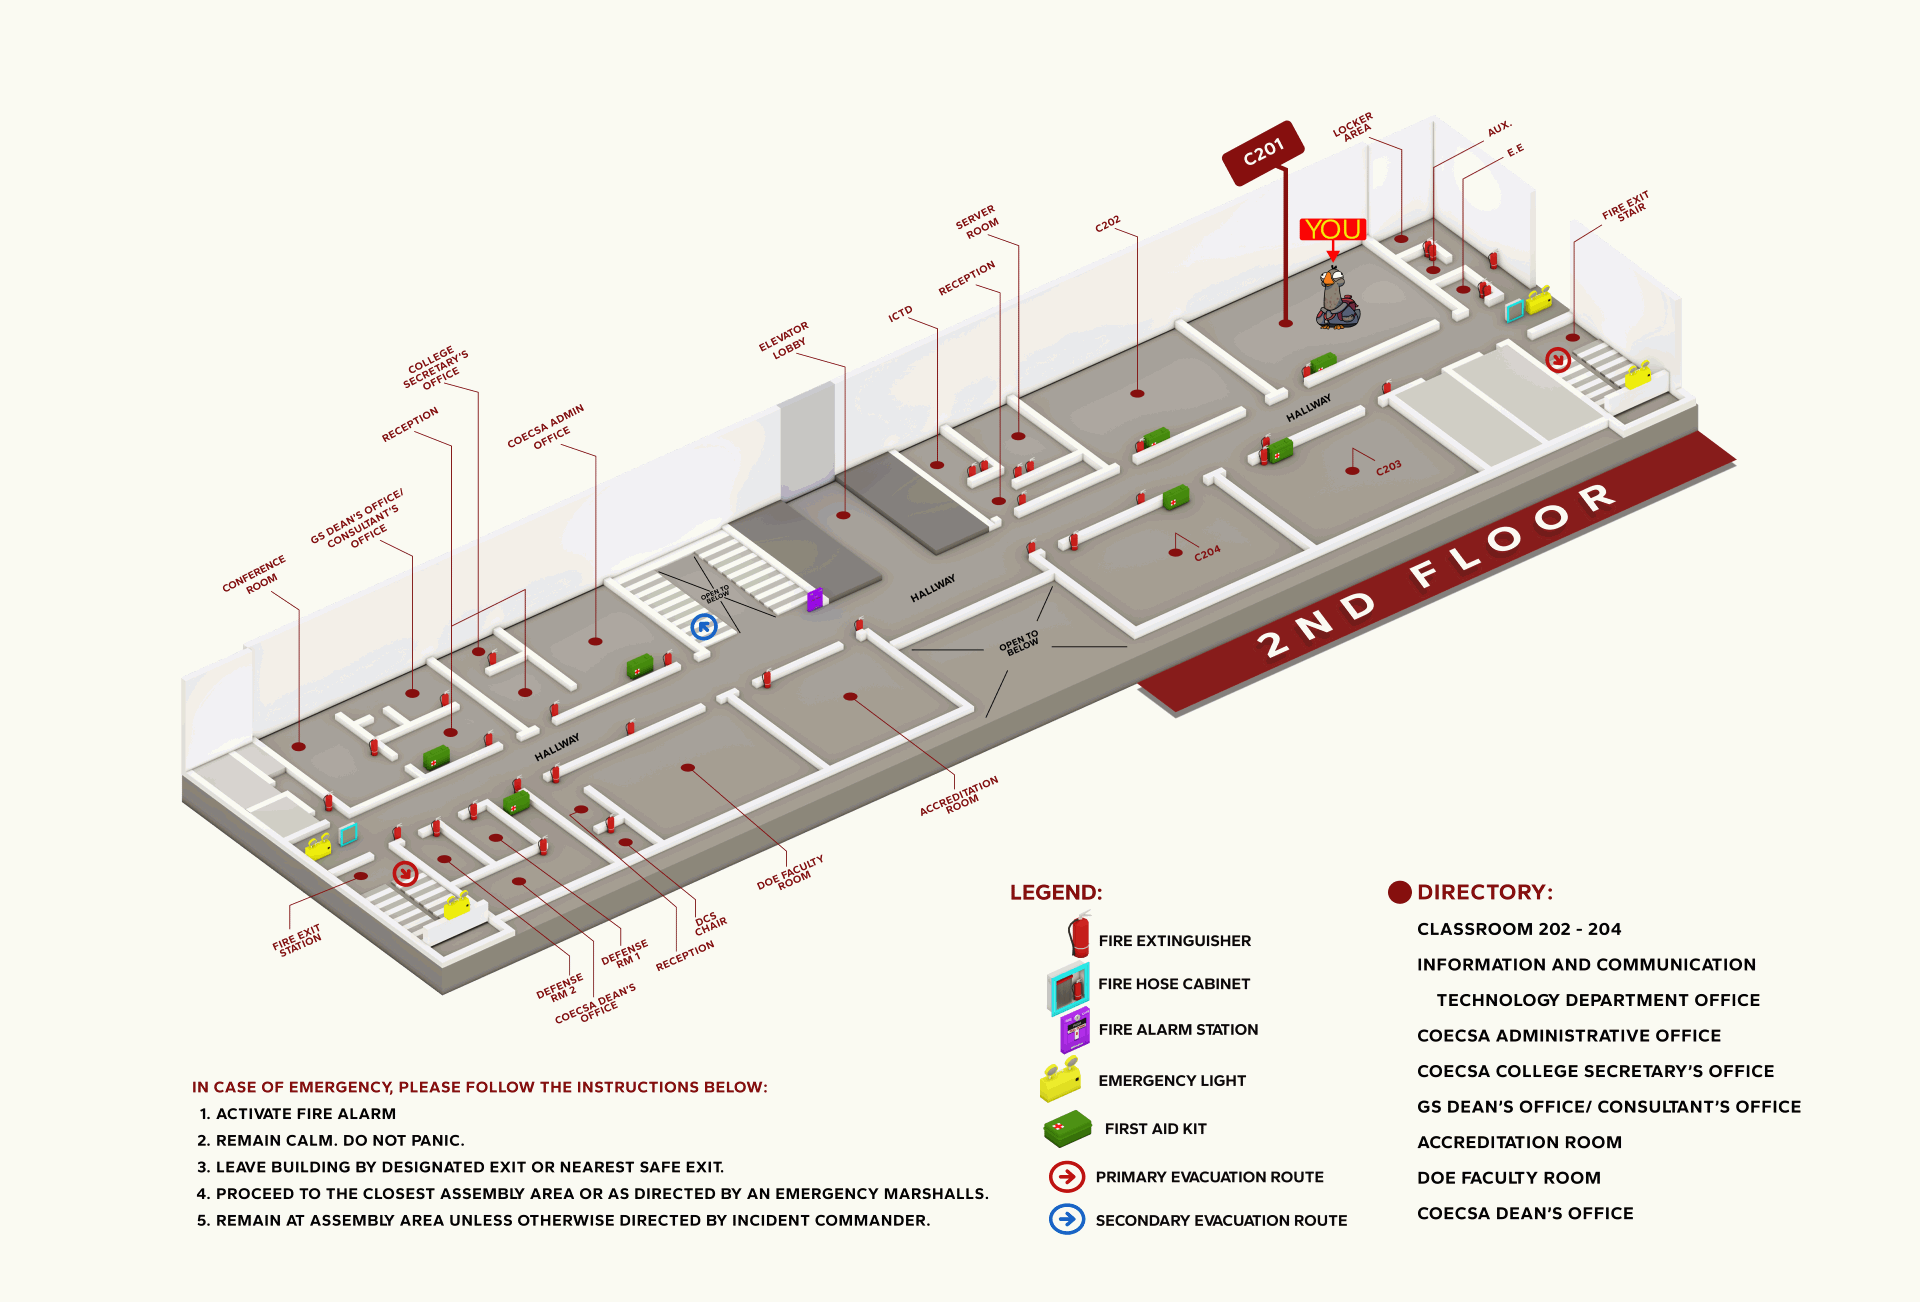 LOCKER
AREA
AUX.
E.E
C201
FIRE EXIT
STAIR
YOU
SERVER
ROOM
C202
RECEPTION
ICTD
ELEVATOR
LOBBY
COLLEGE
SECRETARY'S
OFFICE
RECEPTION
COECSA ADMIN
OFFICE
GS DEAN'S OFFICE/
CONSULTANT'S
OFFICE
CONFERENCE
ROOM
HALLWAY
C203
C204
HALLWAY
OPEN TO
BELOW
OPEN TO
BELOW
HALLWAY
2ND FLOOR
ACCREDITATION
ROOM
DOE FACULTY
ROOM
DCS
CHAIR
RECEPTION
DEFENSE
RM 1
DEFENSE
RM 2
COECSA DEAN'S
OFFICE
FIRE EXIT
STATION
LEGEND:
FIRE EXTINGUISHER
FIRE HOSE CABINET
FIRE ALARM STATION
EMERGENCY LIGHT
FIRST AID KIT
PRIMARY EVACUATION ROUTE
SECONDARY EVACUATION ROUTE
DIRECTORY:
CLASSROOM 202 - 204
INFORMATION AND COMMUNICATION
TECHNOLOGY DEPARTMENT OFFICE
COECSA ADMINISTRATIVE OFFICE
COECSA COLLEGE SECRETARY'S OFFICE
GS DEAN'S OFFICE/ CONSULTANT'S OFFICE
ACCREDITATION ROOM
DOE FACULTY ROOM
COECSA DEAN'S OFFICE
IN CASE OF EMERGENCY, PLEASE FOLLOW THE INSTRUCTIONS BELOW:
1. ACTIVATE FIRE ALARM
2. REMAIN CALM. DO NOT PANIC.
3. LEAVE BUILDING BY DESIGNATED EXIT OR NEAREST SAFE EXIT.
4. PROCEED TO THE CLOSEST ASSEMBLY AREA OR AS DIRECTED BY AN EMERGENCY MARSHALLS.
5. REMAIN AT ASSEMBLY AREA UNLESS OTHERWISE DIRECTED BY INCIDENT COMMANDER.